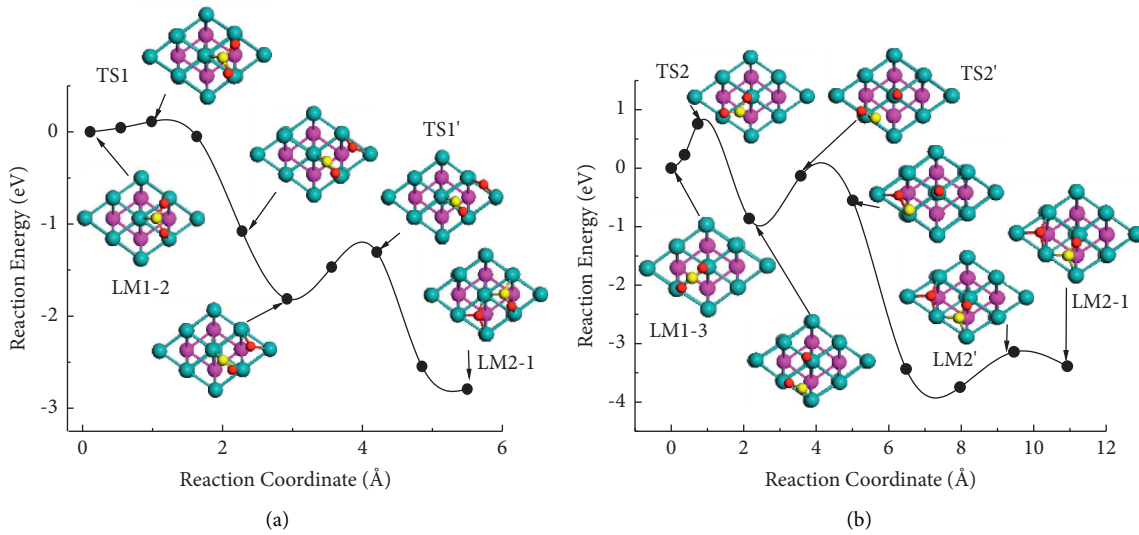 TS1
TS1'
LM1-2
LM2-1
0
-1
-2
-3
Reaction Energy (eV)
0
2
4
6
Reaction Coordinate (Å)
(a)
TS2
TS2'
LM1-3
LM2'
LM2-1
1
0
-1
-2
-3
-4
Reaction Energy (eV)
0
2
4
6
8
10
12
Reaction Coordinate (Å)
(b)